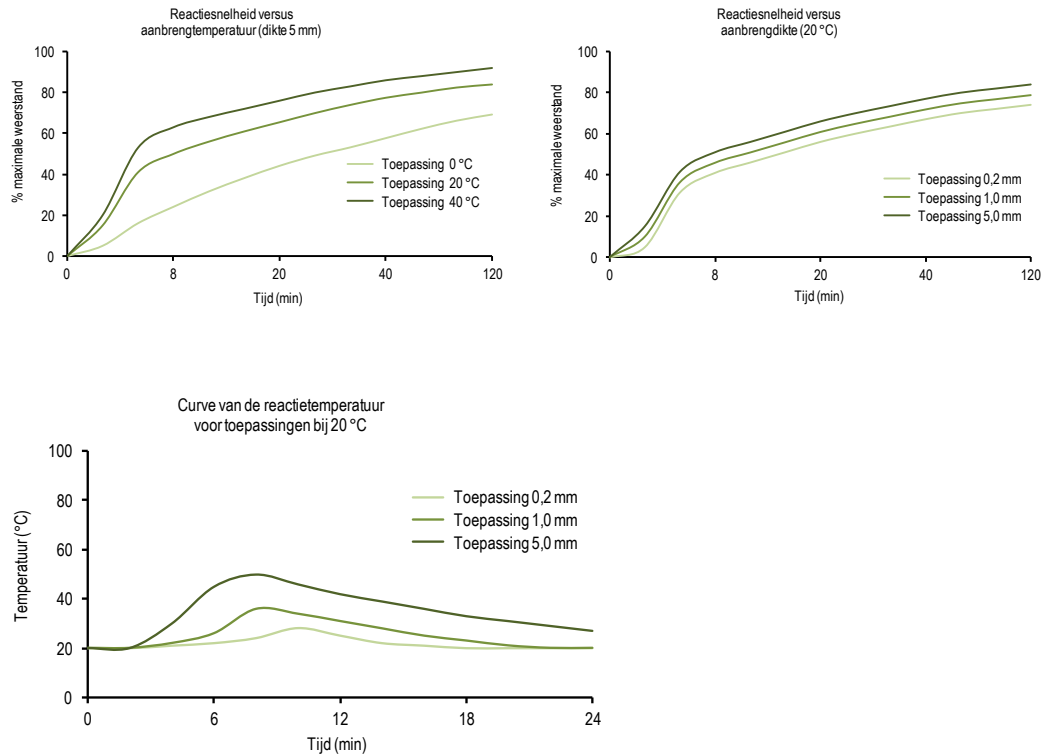 Reactiesnelheid versus
aanbrengtemperatuur (dikte 5 mm)
% maximale weerstand
100
80
60
40
20
0
Toepassing 0 °C
Toepassing 20 °C
Toepassing 40 °C
0 8 20 40 120
Tijd (min)
Reactiesnelheid versus
aanbrengdikte (20 °C)
% maximale weerstand
100
80
60
40
20
0
Toepassing 0,2 mm
Toepassing 1,0 mm
Toepassing 5,0 mm
0 8 20 40 120
Tijd (min)
Curve van de reactietemperatuur
voor toepassingen bij 20 °C
Temperatuur (°C)
100
80
60
40
20
0
Toepassing 0,2 mm
Toepassing 1,0 mm
Toepassing 5,0 mm
0 6 12 18 24
Tijd (min)